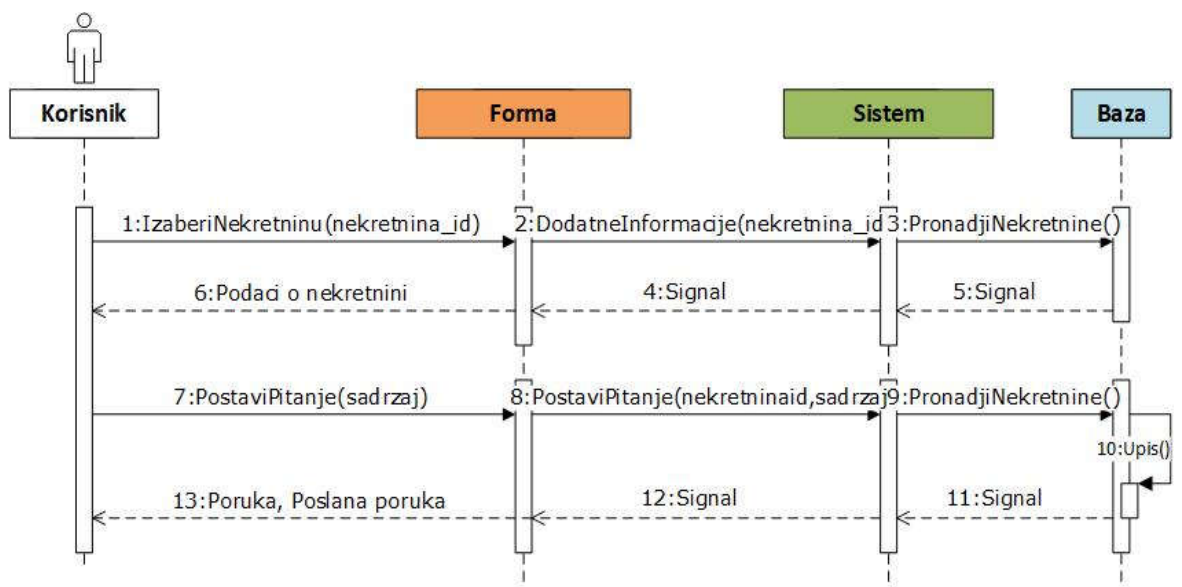 Korisnik
Forma
Sistem
Baza
1:IzaberiNekretninu(nekretnina_id)
2:DodatneInformacije(nekretnina_id
3:PronadjiNekretnine()
6:Podaci o nekretnini
4:Signal
5:Signal
7:PostaviPitanje(sadrzaj)
8:PostaviPitanje(nekretninaid,sadrzaj
9:PronadjiNekretnine()
10:Upis()
13:Poruka, Poslana poruka
12:Signal
11:Signal